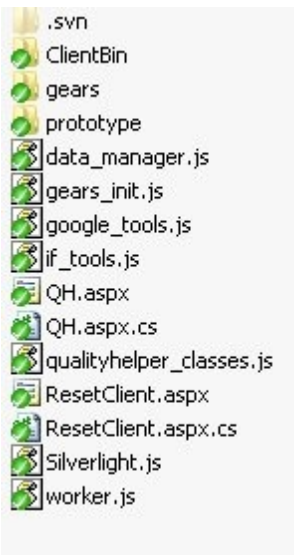 .svn
ClientBin
gears
prototype
data_manager.js
gears_init.js
google_tools.js
if_tools.js
QH.aspx
QH.aspx.cs
qualityhelper_classes.js
ResetClient.aspx
ResetClient.aspx.cs
Silverlight.js
worker.js